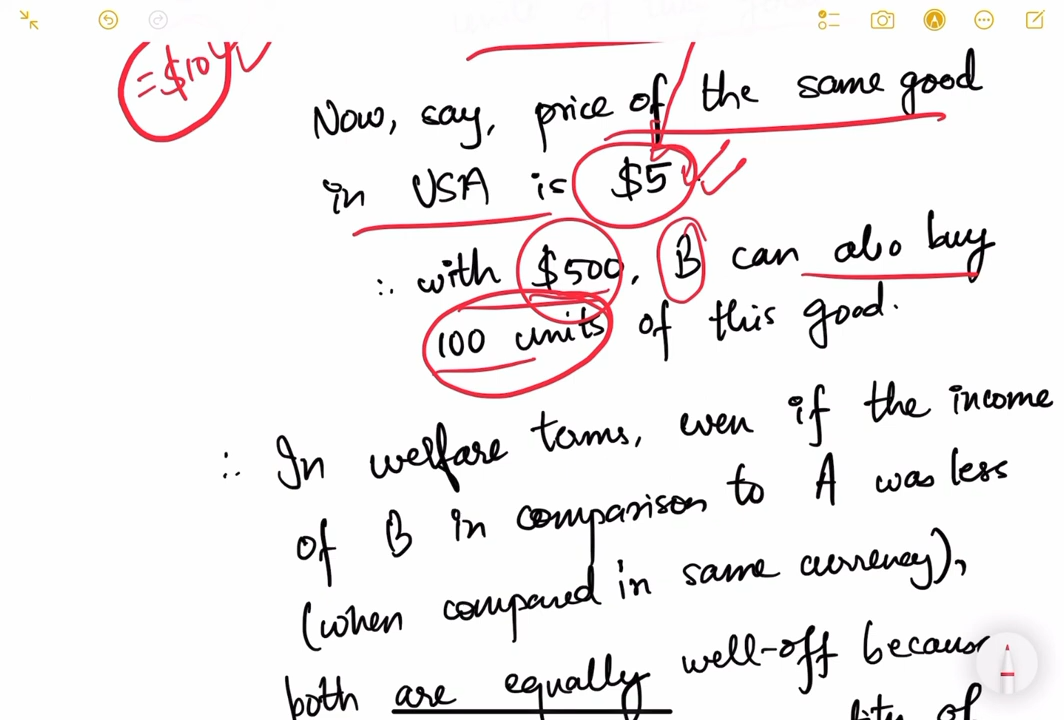 = $10
Now, say, price of the same good
in USA is $5
∴ with $500, B can also buy
100 units of this good.
∴ In welfare terms, even if the income
of B in comparison to A was less
(when compared in same currency),
both are equally well-off because
of